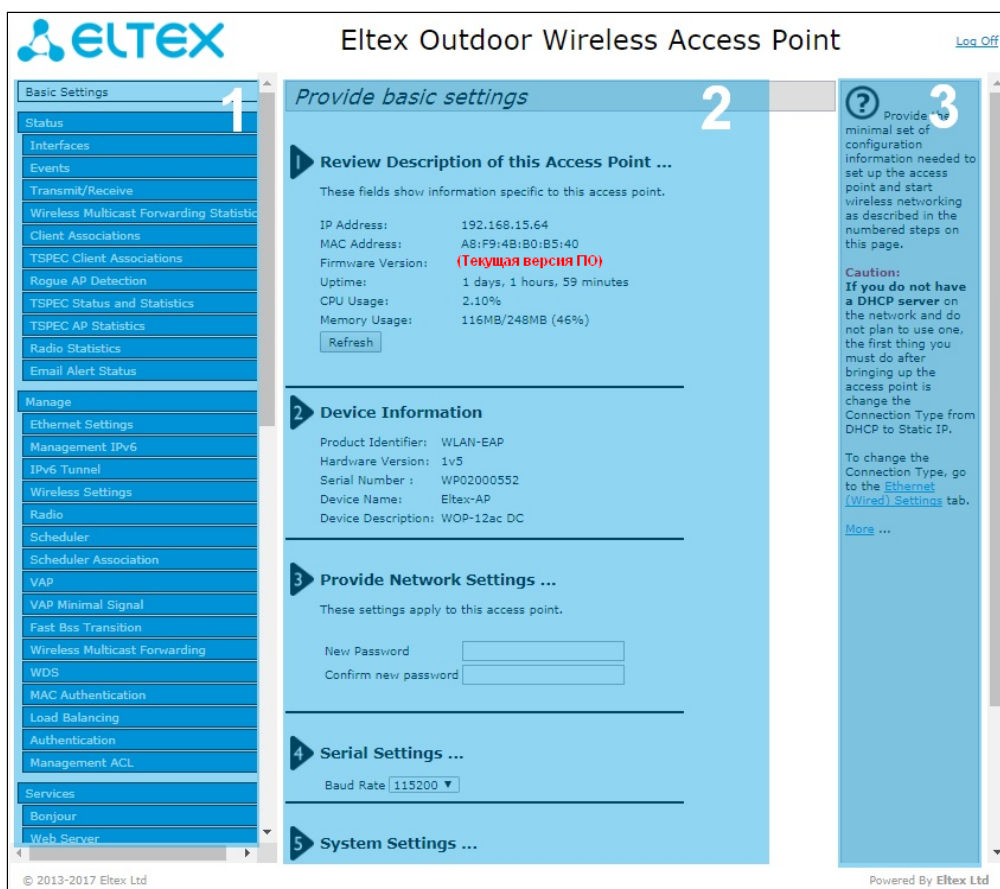 ELTEX
Eltex Outdoor Wireless Access Point
Log Off
1
Basic Settings
Status
Interfaces
Events
Transmit/Receive
Wireless Multicast Forwarding Statistic
Client Associations
TSPEC Client Associations
Rogue AP Detection
TSPEC Status and Statistics
TSPEC AP Statistics
Radio Statistics
Email Alert Status
Manage
Ethernet Settings
Management IPv6
IPv6 Tunnel
Wireless Settings
Radio
Scheduler
Scheduler Association
VAP
VAP Minimal Signal
Fast Bss Transition
Wireless Multicast Forwarding
WDS
MAC Authentication
Load Balancing
Authentication
Management ACL
Services
Bonjour
Web Server
2
Provide basic settings
1 Review Description of this Access Point ...
These fields show information specific to this access point.
IP Address: 192.168.15.64
MAC Address: A8:F9:4B:B0:B5:40
Firmware Version: (Текущая версия ПО)
Uptime: 1 days, 1 hours, 59 minutes
CPU Usage: 2.10%
Memory Usage: 116MB/248MB (46%)
Refresh
2 Device Information
Product Identifier: WLAN-EAP
Hardware Version: 1v5
Serial Number : WP02000552
Device Name: Eltex-AP
Device Description: WOP-12ac DC
3 Provide Network Settings ...
These settings apply to this access point.
New Password
Confirm new password
4 Serial Settings ...
Baud Rate 115200
5 System Settings ...
3
? Provide the
minimal set of
configuration
information needed to
set up the access
point and start
wireless networking
as described in the
numbered steps on
this page.
Caution:
If you do not have
a DHCP server on
the network and do
not plan to use one,
the first thing you
must do after
bringing up the
access point is
change the
Connection Type from
DHCP to Static IP.
To change the
Connection Type, go
to the Ethernet
(Wired) Settings tab.
More ...
© 2013-2017 Eltex Ltd
Powered By Eltex Ltd